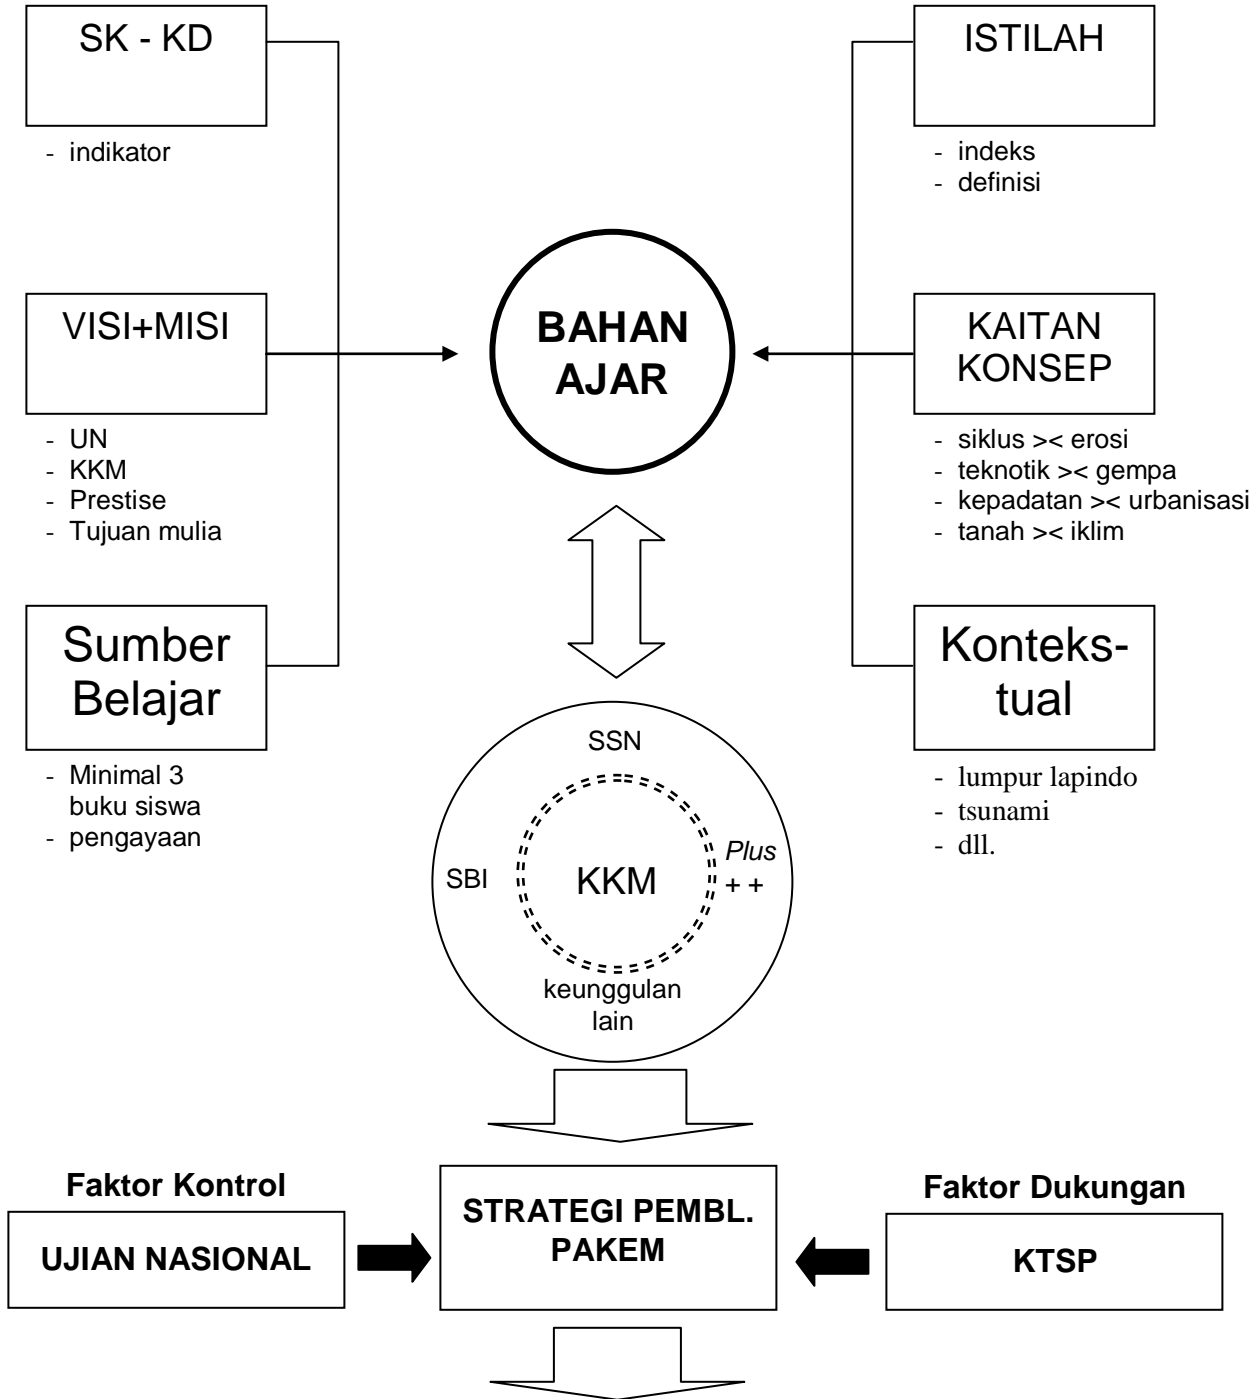 SK - KD
- indikator
VISI+MISI
- UN
- KKM
- Prestise
- Tujuan mulia
Sumber
Belajar
- Minimal 3
buku siswa
- pengayaan
BAHAN
AJAR
ISTILAH
- indeks
- definisi
KAITAN
KONSEP
- siklus >< erosi
- teknotik >< gempa
- kepadatan >< urbanisasi
- tanah >< iklim
Konteks-
tual
- lumpur lapindo
- tsunami
- dll.
SSN
SBI
KKM
Plus
+ +
keunggulan
lain
Faktor Kontrol
UJIAN NASIONAL
STRATEGI PEMBL.
PAKEM
Faktor Dukungan
KTSP